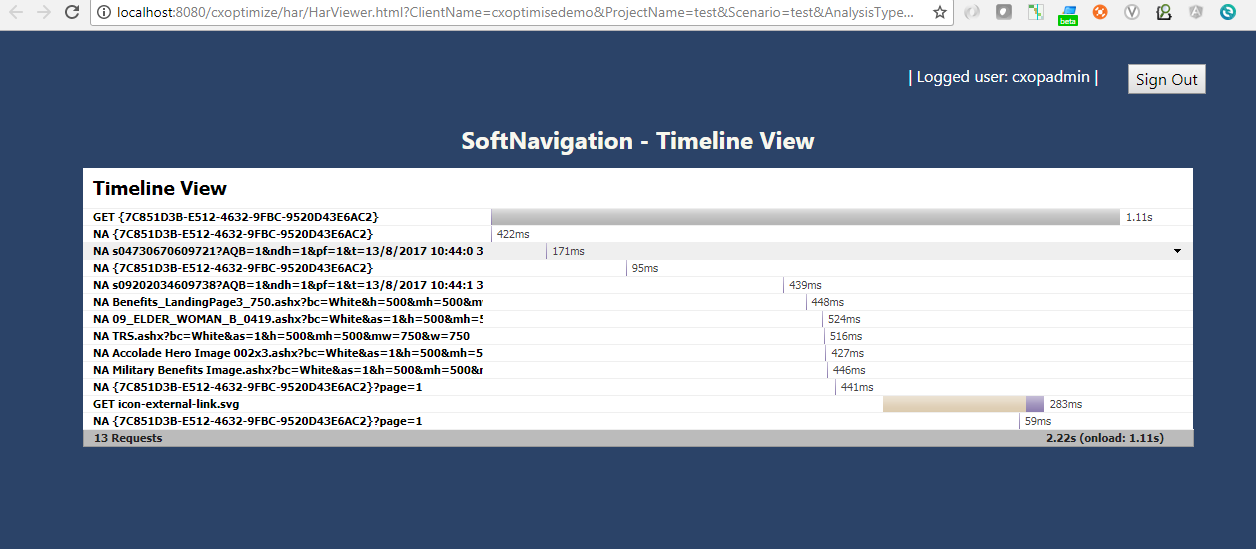 localhost:8080/cxoptimize/har/HarViewer.html?ClientName=cxoptimisedemo&ProjectName=test&Scenario=test&AnalysisType...
beta
| Logged user: cxopadmin |
Sign Out
SoftNavigation - Timeline View
Timeline View
GET {7C851D3B-E512-4632-9FBC-9520D43E6AC2} 1.11s
NA {7C851D3B-E512-4632-9FBC-9520D43E6AC2} 422ms
NA s04730670609721?AQB=1&ndh=1&pf=1&t=13/8/2017 10:44:0 3 171ms
NA {7C851D3B-E512-4632-9FBC-9520D43E6AC2} 95ms
NA s09202034609738?AQB=1&ndh=1&pf=1&t=13/8/2017 10:44:1 3 439ms
NA Benefits_LandingPage3_750.ashx?bc=White&h=500&mh=500&mw 448ms
NA 09_ELDER_WOMAN_B_0419.ashx?bc=White&as=1&h=500&mh=5 524ms
NA TRS.ashx?bc=White&as=1&h=500&mh=500&mw=750&w=750 516ms
NA Accolade Hero Image 002x3.ashx?bc=White&as=1&h=500&mh=5 427ms
NA Military Benefits Image.ashx?bc=White&as=1&h=500&mh=500&m 446ms
NA {7C851D3B-E512-4632-9FBC-9520D43E6AC2}?page=1 441ms
GET icon-external-link.svg 283ms
NA {7C851D3B-E512-4632-9FBC-9520D43E6AC2}?page=1 59ms
13 Requests 2.22s (onload: 1.11s)